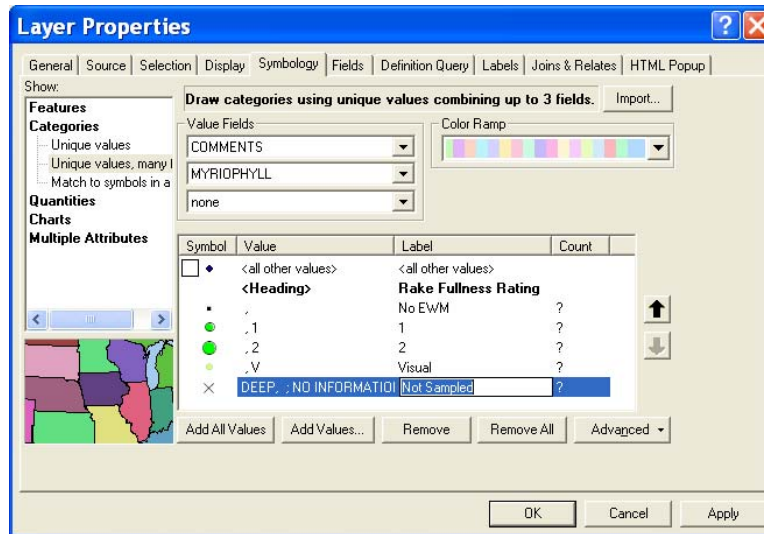 Layer Properties
General Source Selection Display Symbology Fields Definition Query Labels Joins & Relates HTML Popup
Show:
Features
Categories
Unique values
Unique values, many f
Match to symbols in a
Quantities
Charts
Multiple Attributes
Draw categories using unique values combining up to 3 fields. Import...
Value Fields
COMMENTS
MYRIOPHYLL
none
Color Ramp
Symbol Value Label Count
<all other values> <all other values>
<Heading> Rake Fullness Rating
, No EWM ?
, 1 1 ?
, 2 2 ?
, V Visual ?
DEEP, ; NO INFORMATIOI Not Sampled ?
Add All Values Add Values... Remove Remove All Advanced
OK Cancel Apply